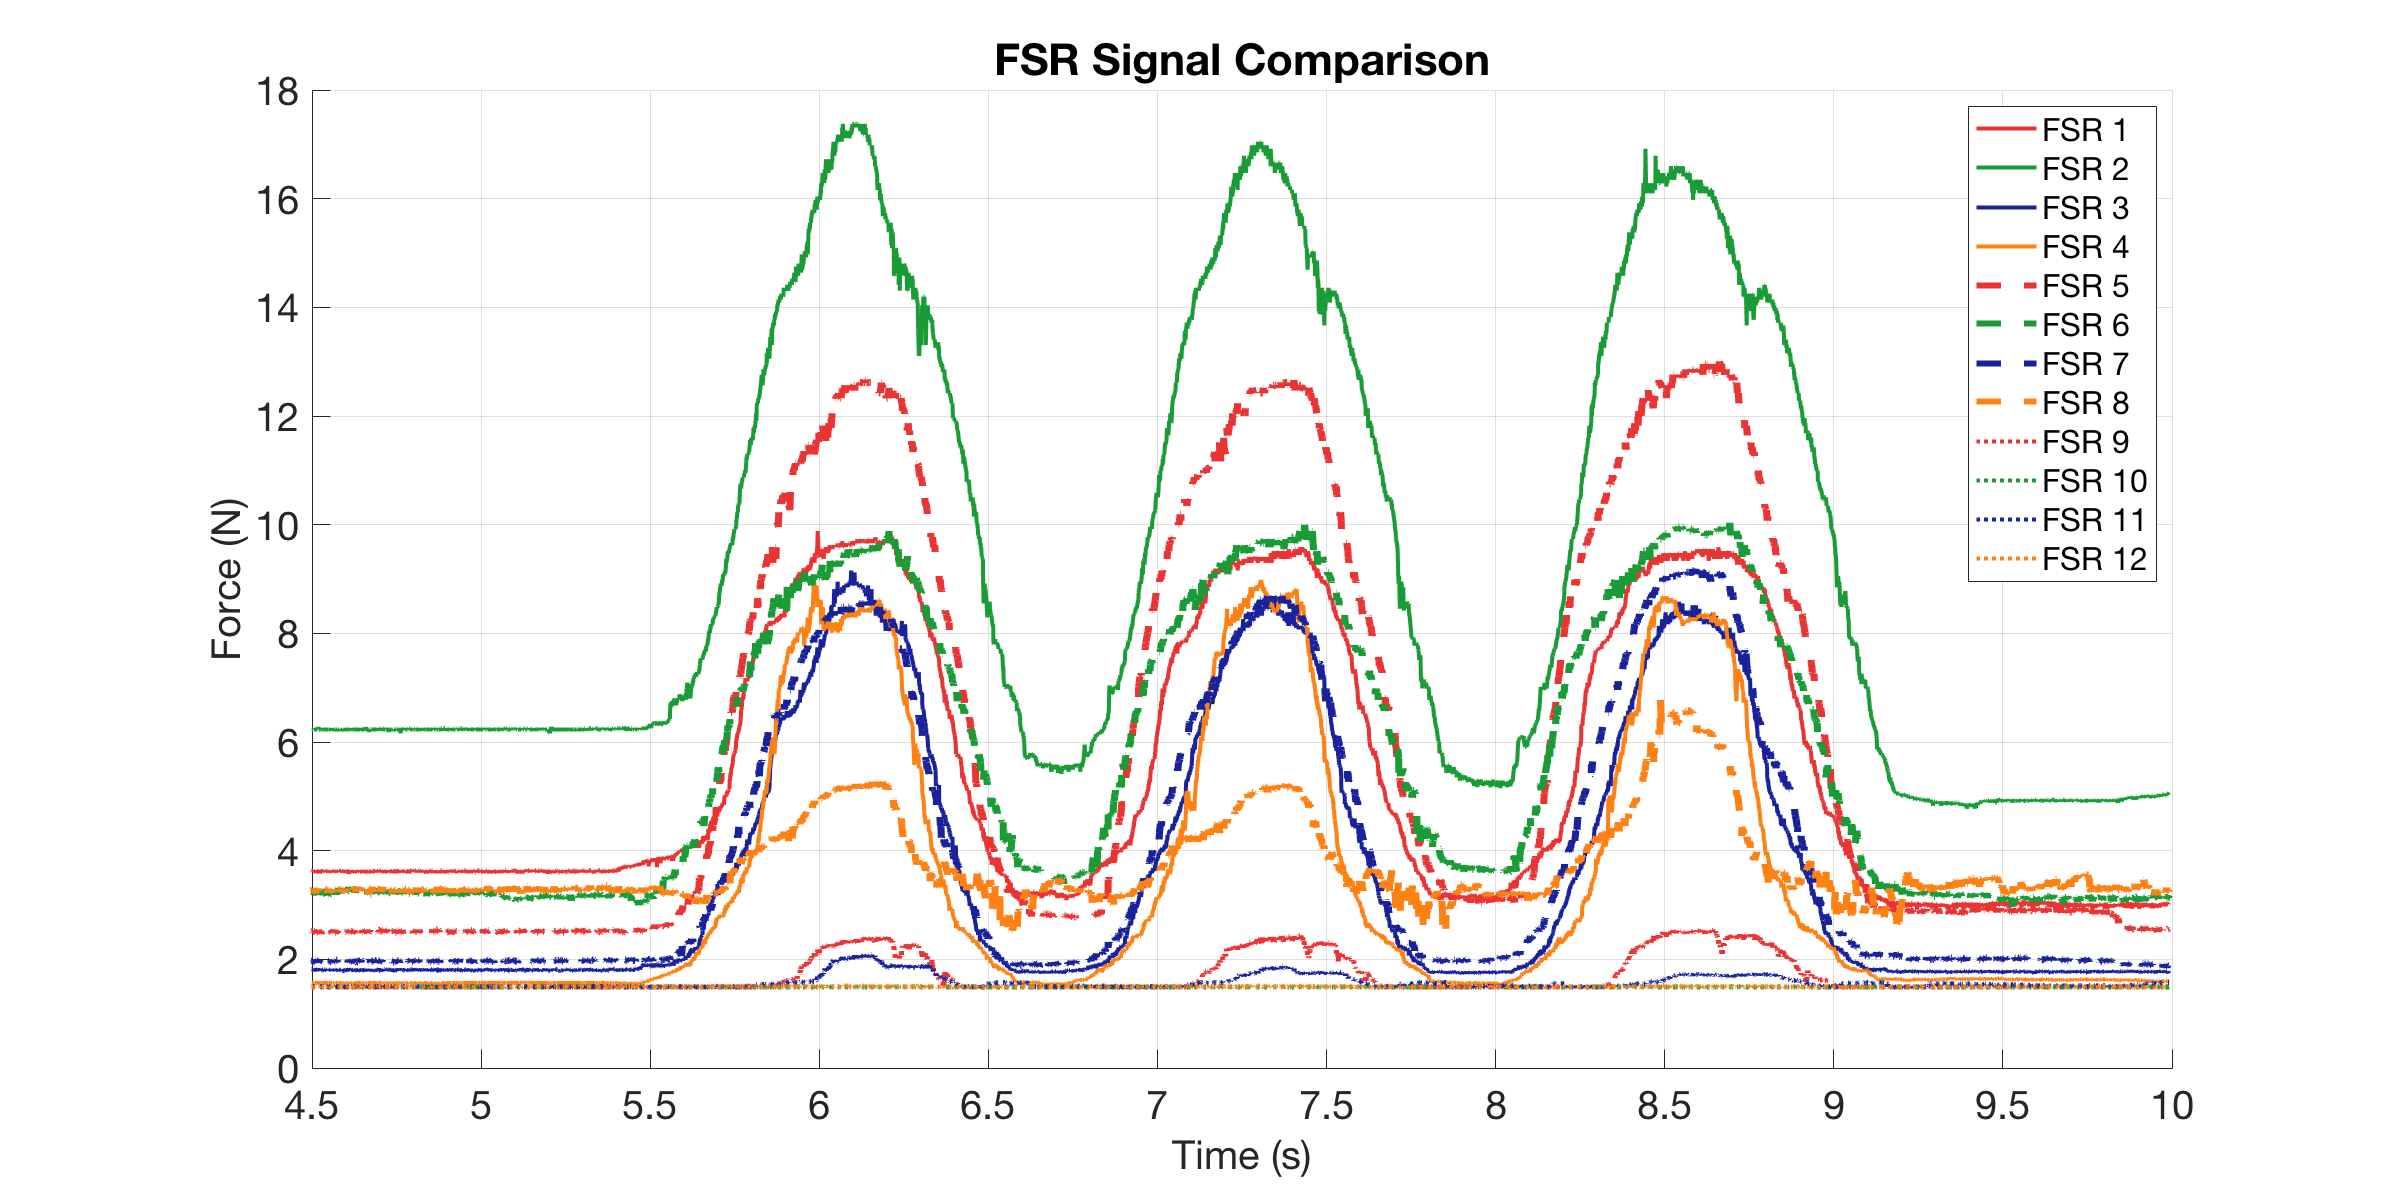 FSR Signal Comparison
18
16
14
12
10
8
6
4
2
0
Force (N)
4.5 5 5.5 6 6.5 7 7.5 8 8.5 9 9.5 10
Time (s)
FSR 1
FSR 2
FSR 3
FSR 4
FSR 5
FSR 6
FSR 7
FSR 8
FSR 9
FSR 10
FSR 11
FSR 12